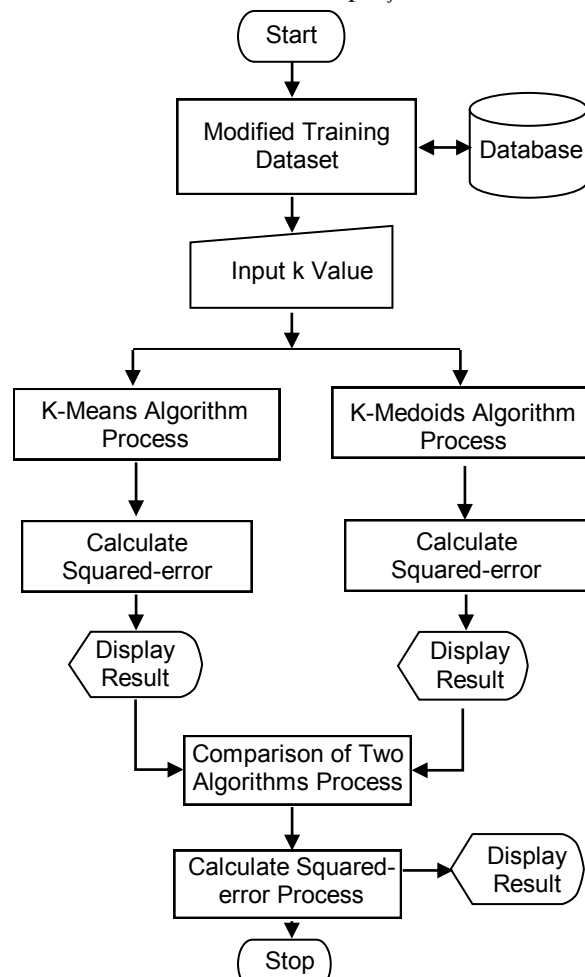 Start
Modified Training
Dataset
Database
Input k Value
K-Means Algorithm
Process
K-Medoids Algorithm
Process
Calculate
Squared-error
Calculate
Squared-error
Display
Result
Display
Result
Comparison of Two
Algorithms Process
Calculate Squared-
error Process
Display
Result
Stop